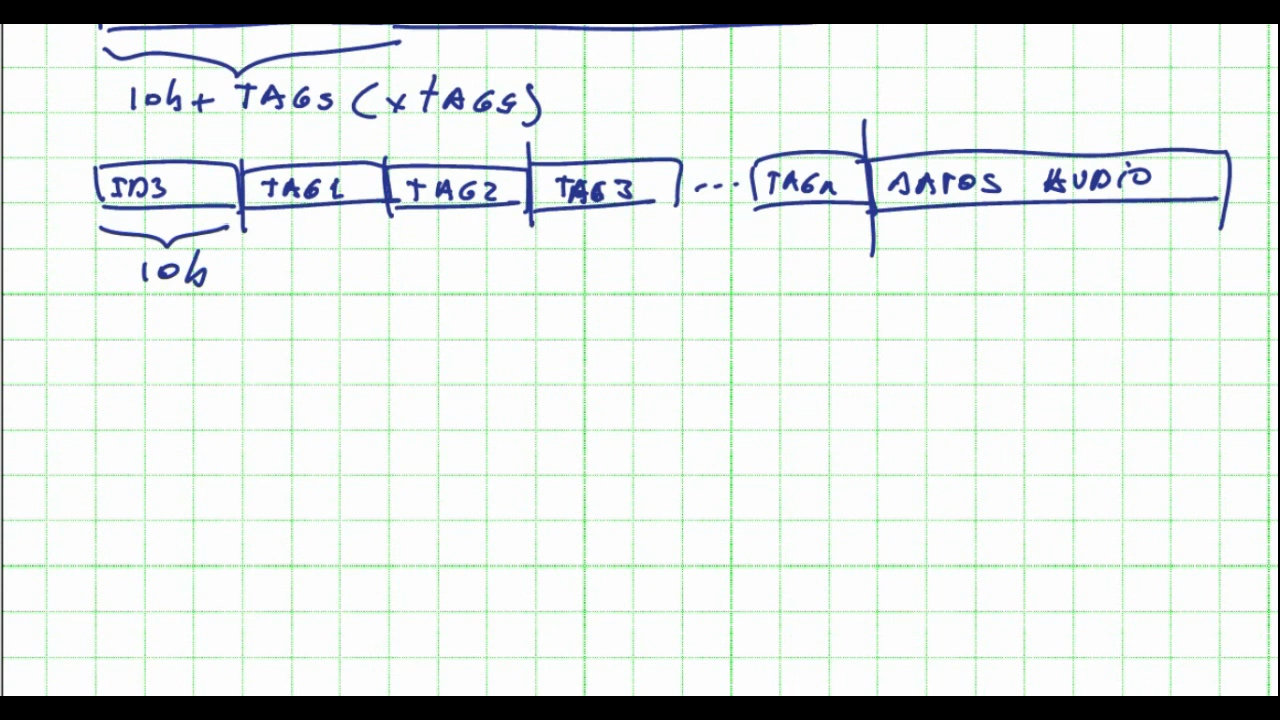 10b + TAGs (x TAGs)
ID3 TAG1 TAG2 TAG3 ... TAGn DATOS AUDIO
10b